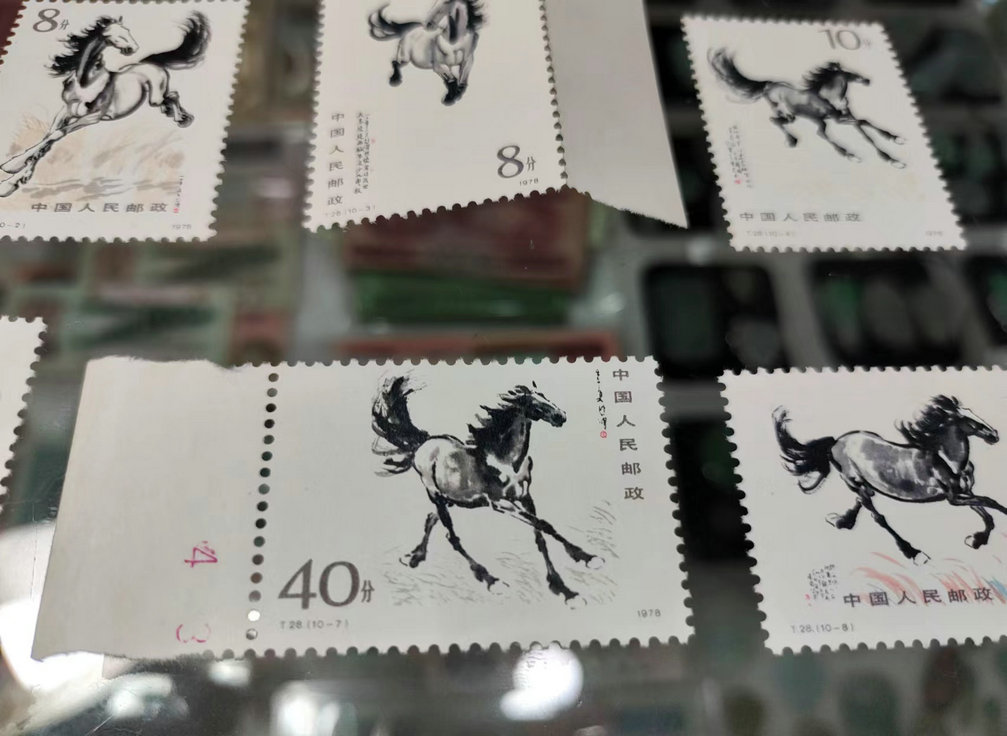 8分
中国人民邮政
1978
中国人民邮政
8分
1978
T.28.(10-3)
10分
中国人民邮政
T.28.(10-4)
1978
中国人民邮政
40分
T.28.(10-7)
1978
4
3
中国人民邮政
T.28.(10-8)